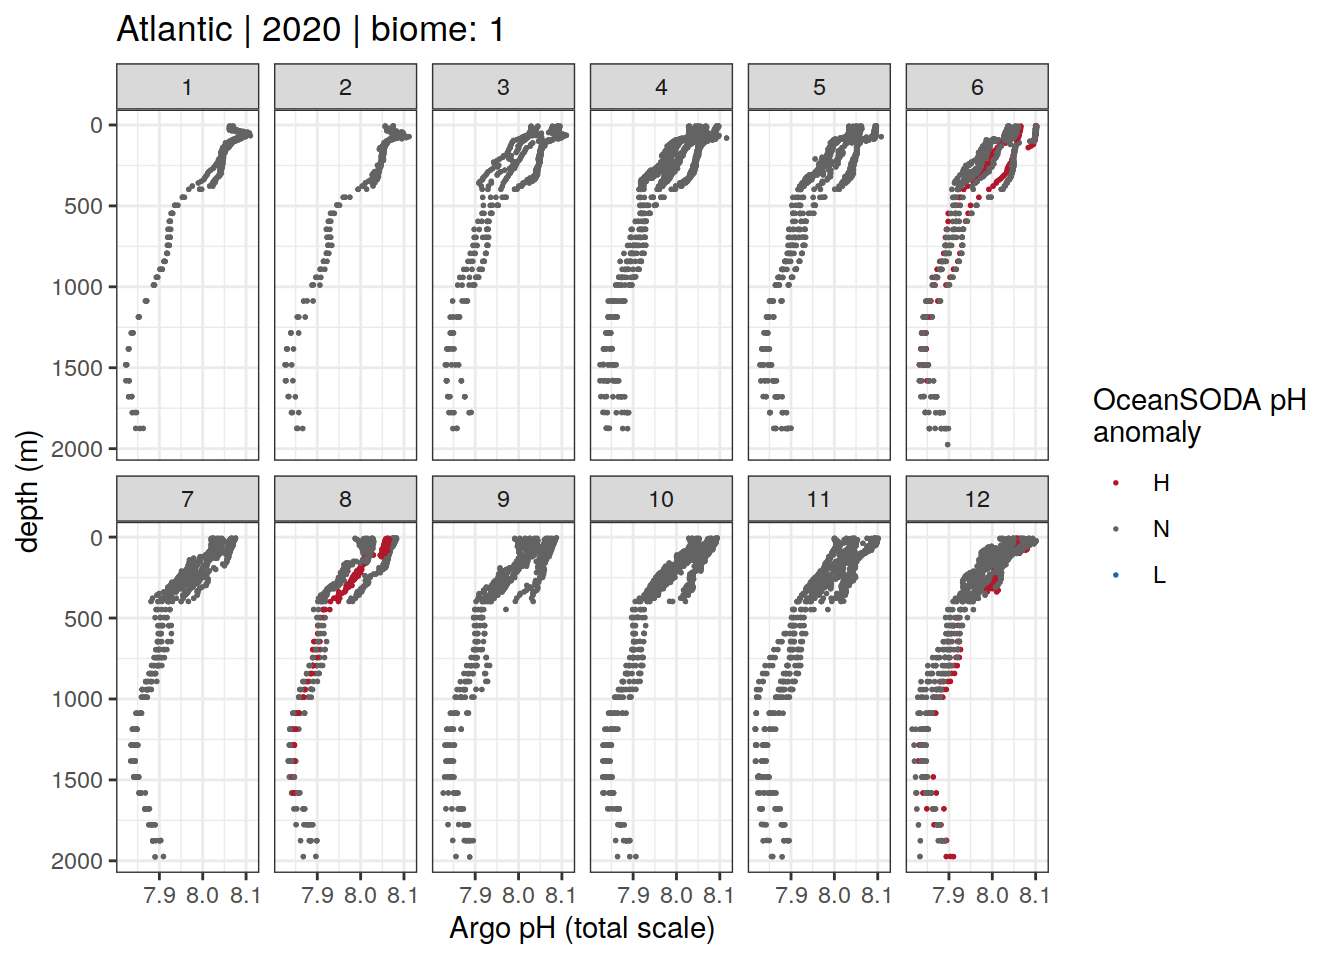 Atlantic | 2020 | biome: 1
1 2 3 4 5 6
0
500
1000
1500
2000
7 8 9 10 11 12
0
500
1000
1500
2000
7.9 8.0 8.1 7.9 8.0 8.1 7.9 8.0 8.1 7.9 8.0 8.1 7.9 8.0 8.1 7.9 8.0 8.1
depth (m)
Argo pH (total scale)
OceanSODA pH
anomaly
H
N
L